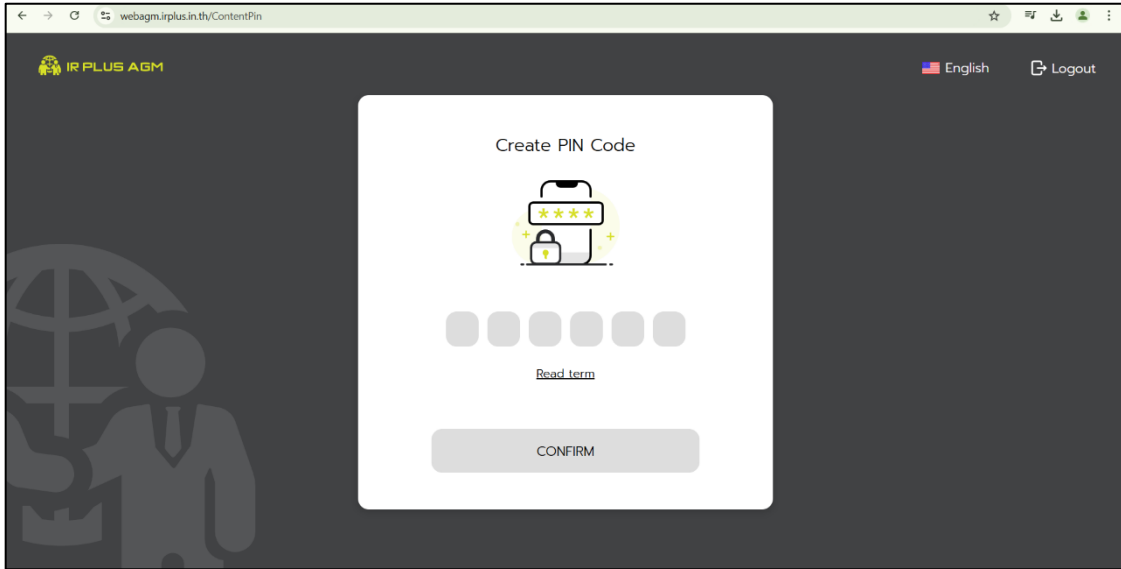 webagm.irplus.in.th/ContentPin
IR PLUS AGM
English
Logout
Create PIN Code
****
Read term
CONFIRM